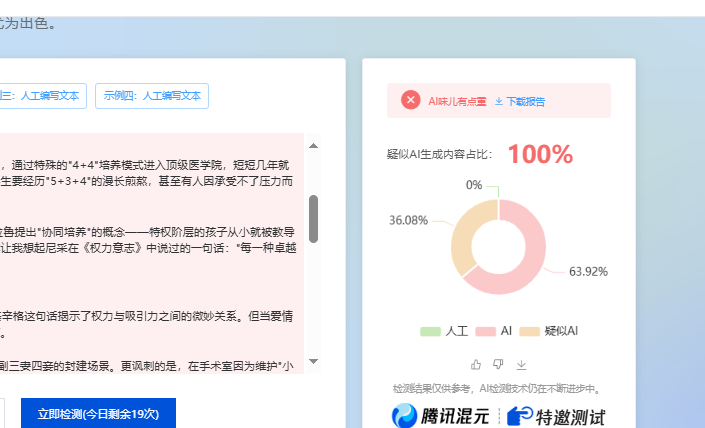 为出色。
三：人工编写文本
示例四：人工编写文本
，通过特殊的"4+4"培养模式进入顶级医学院，短短几年就
生要经历"5+3+4"的漫长煎熬，甚至有人因承受不了压力而
提出"协同培养"的概念——特权阶层的孩子从小就被教导
让我想起尼采在《权力意志》中说过的一句话："每一种卓越
辛格这句话揭示了权力与吸引力之间的微妙关系。但当爱情
。
副三妻四妾的封建场景。更讽刺的是，在手术室因为维护"小
立即检测(今日剩余19次)
AI味儿有点重 下载报告
疑似AI生成内容占比： 100%
0%
36.08%
63.92%
人工 AI 疑似AI
检测结果仅供参考，AI检测技术仍在不断进步中。
腾讯混元 特邀测试